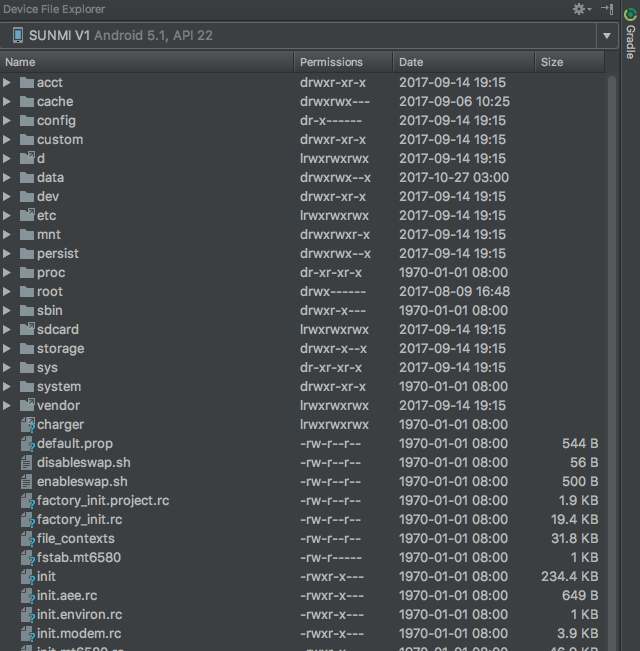 Device File Explorer
SUNMI V1 Android 5.1, API 22
Gradle
Name Permissions Date Size
acct drwxr-xr-x 2017-09-14 19:15
cache drwxrwx--- 2017-09-06 10:25
config dr-x------ 2017-09-14 19:15
custom drwxr-xr-x 2017-09-14 19:15
d lrwxrwxrwx 2017-09-14 19:15
data drwxrwx--x 2017-10-27 03:00
dev drwxr-xr-x 2017-09-14 19:15
etc lrwxrwxrwx 2017-09-14 19:15
mnt drwxrwxr-x 2017-09-14 19:15
persist drwxrwx--x 2017-09-14 19:15
proc dr-xr-xr-x 1970-01-01 08:00
root drwx------ 2017-08-09 16:48
sbin drwxr-x--- 1970-01-01 08:00
sdcard lrwxrwxrwx 2017-09-14 19:15
storage drwxr-x--x 2017-09-14 19:15
sys dr-xr-xr-x 2017-09-14 19:15
system drwxr-xr-x 1970-01-01 08:00
vendor lrwxrwxrwx 2017-09-14 19:15
charger lrwxrwxrwx 1970-01-01 08:00
default.prop -rw-r--r-- 1970-01-01 08:00 544 B
disableswap.sh -rw-r--r-- 1970-01-01 08:00 56 B
enableswap.sh -rw-r--r-- 1970-01-01 08:00 500 B
factory_init.project.rc -rw-r--r-- 1970-01-01 08:00 1.9 KB
factory_init.rc -rw-r--r-- 1970-01-01 08:00 19.4 KB
file_contexts -rw-r--r-- 1970-01-01 08:00 31.8 KB
fstab.mt6580 -rw-r----- 1970-01-01 08:00 1 KB
init -rwxr-x--- 1970-01-01 08:00 234.4 KB
init.aee.rc -rwxr-x--- 1970-01-01 08:00 649 B
init.environ.rc -rwxr-x--- 1970-01-01 08:00 1 KB
init.modem.rc -rwxr-x--- 1970-01-01 08:00 3.9 KB
init.mt6580.rc